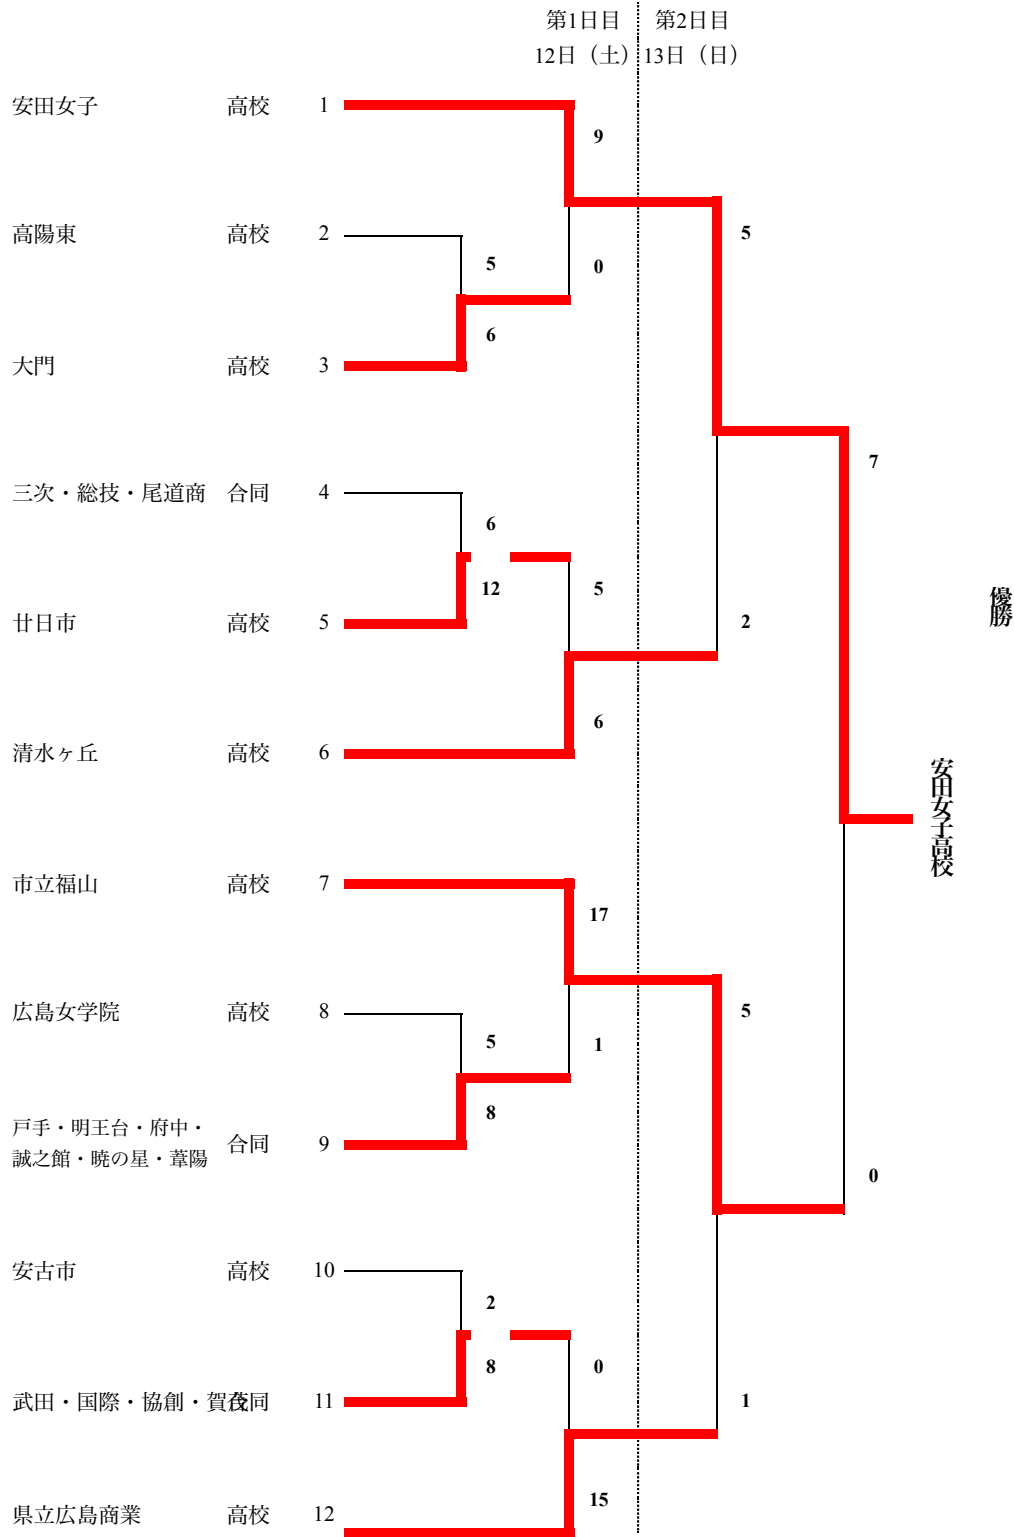 第1日目 第2日目
12日（土） 13日（日）
安田女子 高校 1
9
高陽東 高校 2
5
5 0
6
大門 高校 3
7
三次・総技・尾道商 合同 4
6
12 5
廿日市 高校 5
2
6
清水ヶ丘 高校 6
優勝
安田女子高校
市立福山 高校 7
17
広島女学院 高校 8
5
5 1
8
戸手・明王台・府中・
誠之館・暁の星・葦陽
合同 9
0
安古市 高校 10
2
8 0
武田・国際・協創・賀茂 合同 11
1
15
県立広島商業 高校 12